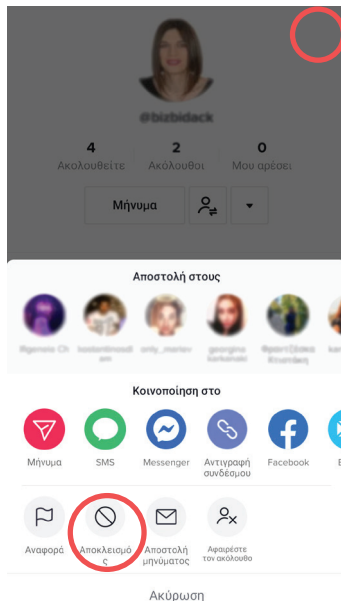 @bizbidack
4 2 0
Ακολουθείτε Ακόλουθοι Μου αρέσει
Μήνυμα
Αποστολή στους
Κοινοποίηση στο
Μήνυμα SMS Messenger Αντιγραφή Facebook
συνδέσμου
Αναφορά Αποκλεισμό Αποστολή Αφαιρέστε
ς μηνύματος τον ακόλουθο
Ακύρωση